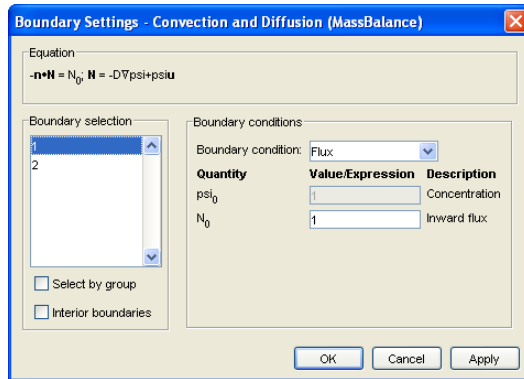 Boundary Settings - Convection and Diffusion (MassBalance)
Equation
-n•N = N₀; N = -D∇psi+psiu
Boundary selection
1
2
Select by group
Interior boundaries
Boundary conditions
Boundary condition: Flux
Quantity Value/Expression Description
psi₀ 1 Concentration
N₀ 1 Inward flux
OK Cancel Apply